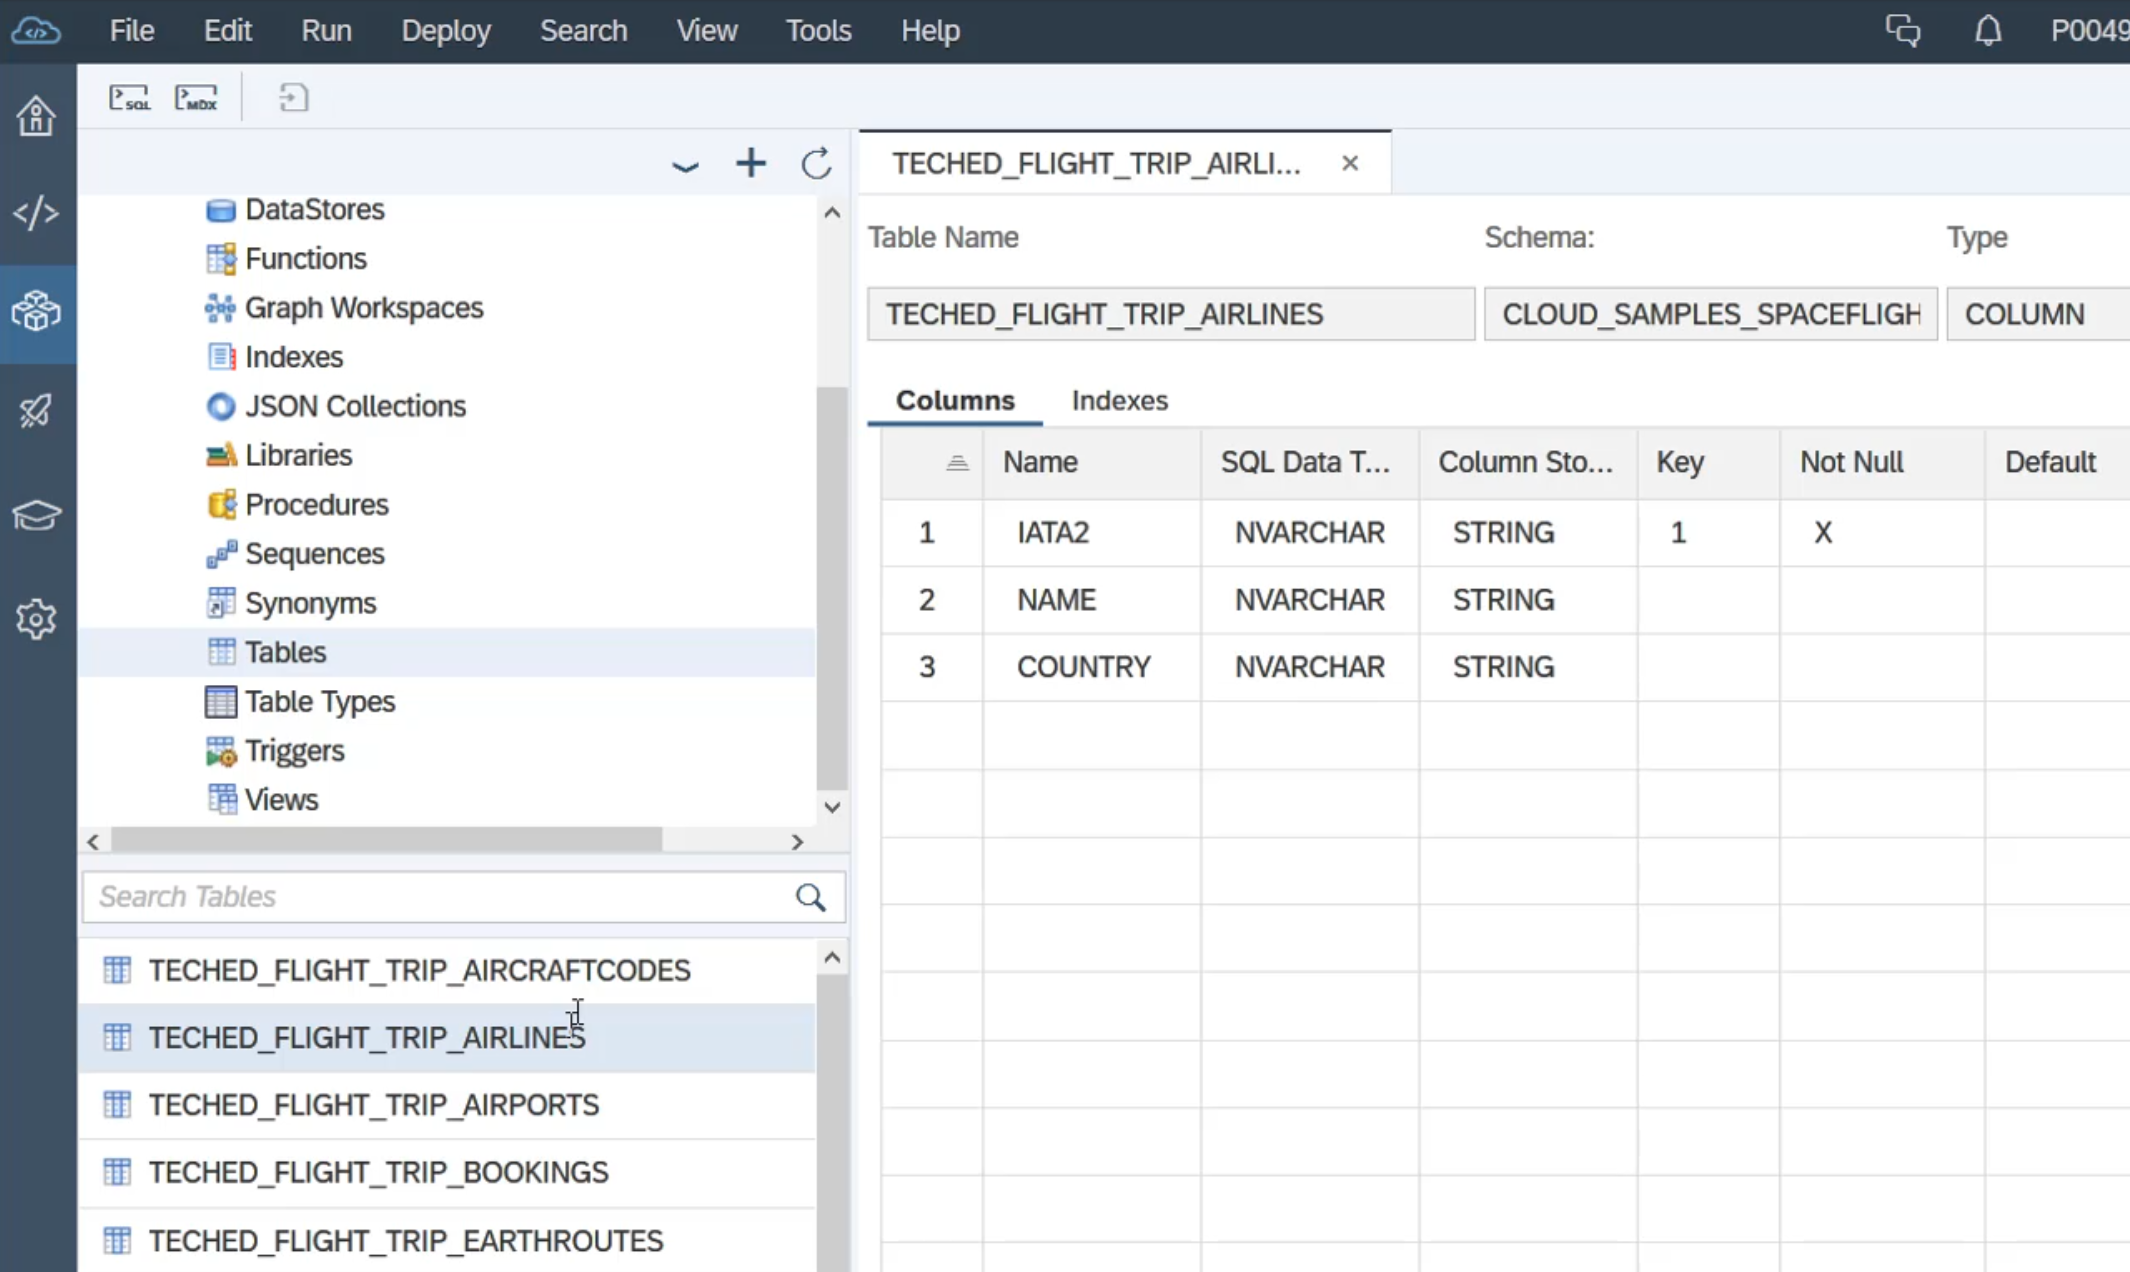 File Edit Run Deploy Search View Tools Help P0049
SQL MDX
DataStores
Functions
Graph Workspaces
Indexes
JSON Collections
Libraries
Procedures
Sequences
Synonyms
Tables
Table Types
Triggers
Views
Search Tables
TECHED_FLIGHT_TRIP_AIRCRAFTCODES
TECHED_FLIGHT_TRIP_AIRLINES
TECHED_FLIGHT_TRIP_AIRPORTS
TECHED_FLIGHT_TRIP_BOOKINGS
TECHED_FLIGHT_TRIP_EARTHROUTES
TECHED_FLIGHT_TRIP_AIRLI...
Table Name Schema: Type
TECHED_FLIGHT_TRIP_AIRLINES CLOUD_SAMPLES_SPACEFLIGH COLUMN
Columns Indexes
Name SQL Data T... Column Sto... Key Not Null Default
1 IATA2 NVARCHAR STRING 1 X
2 NAME NVARCHAR STRING
3 COUNTRY NVARCHAR STRING